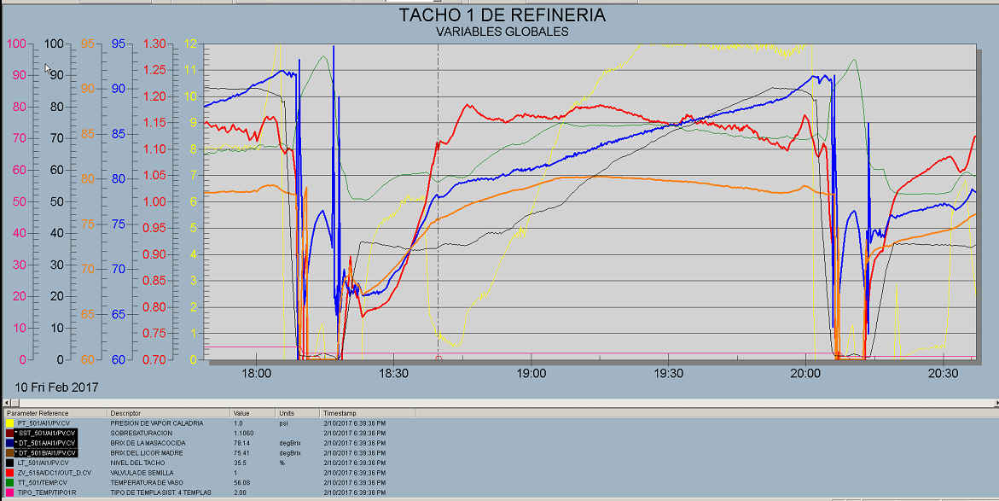 TACHO 1 DE REFINERIA
VARIABLES GLOBALES
100 100 95 95 1.30 12
90 90 90 90 1.25 11
80 80 85 85 1.20 10
70 70 80 80 1.15 9
60 60 75 75 1.10 8
50 50 70 70 1.05 7
40 40 65 65 1.00 6
30 30 60 60 0.95 5
20 20 0.90 4
10 10 0.85 3
0 0 0.80 2
0.75 1
0.70 0
18:00 18:30 19:00 19:30 20:00 20:30
10 Fri Feb 2017
Parameter Reference Descriptor Value Units Timestamp
PT_501/AI1/PV.CV PRESION DE VAPOR CALADRIA 1.0 psi 2/10/2017 6:39:36 PM
* SST_501/AI1/PV.CV SOBRESATURACION 1.1060 2/10/2017 6:39:36 PM
* DT_501A/AI1/PV.CV BRIX DE LA MASACOCIDA 78.14 degBrix 2/10/2017 6:39:36 PM
* DT_501B/AI1/PV.CV BRIX DEL LICOR MADRE 75.41 degBrix 2/10/2017 6:39:36 PM
LT_501/AI1/PV.CV NIVEL DEL TACHO 35.5 % 2/10/2017 6:39:36 PM
ZV_516A/DC1/OUT_D.CV VALVULA DE SEMILLA 1 2/10/2017 6:39:36 PM
TT_501/TEMP.CV TEMPERATURA DE VASO 56.08 2/10/2017 6:39:36 PM
TIPO_TEMP/TIPO1R TIPO DE TEMPLA SIST. 4 TEMPLAS 2.00 2/10/2017 6:39:36 PM